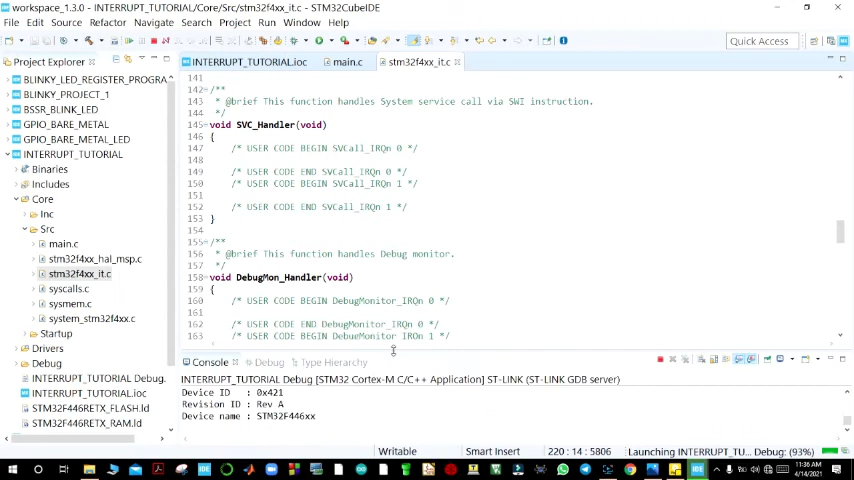 workspace_1.3.0 - INTERRUPT_TUTORIAL/Core/Src/stm32f4xx_it.c - STM32CubeIDE
File Edit Source Refactor Navigate Search Project Run Window Help
Quick Access
Project Explorer
INTERRUPT_TUTORIAL.ioc main.c stm32f4xx_it.c
BLINKY_LED_REGISTER_PROGRA
BLINKY_PROJECT_1
BSSR_BLINK_LED
GPIO_BARE_METAL
GPIO_BARE_METAL_LED
INTERRUPT_TUTORIAL
Binaries
Includes
Core
Inc
Src
main.c
stm32f4xx_hal_msp.c
stm32f4xx_it.c
syscalls.c
sysmem.c
system_stm32f4xx.c
Startup
Drivers
Debug
INTERRUPT_TUTORIAL Debug.
INTERRUPT_TUTORIAL.ioc
STM32F446RETX_FLASH.ld
STM32F446RETX_RAM.ld
141
142 /**
143 * @brief This function handles System service call via SWI instruction.
144 */
145 void SVC_Handler(void)
146 {
147 /* USER CODE BEGIN SVCall_IRQn 0 */
148
149 /* USER CODE END SVCall_IRQn 0 */
150 /* USER CODE BEGIN SVCall_IRQn 1 */
151
152 /* USER CODE END SVCall_IRQn 1 */
153 }
154
155 /**
156 * @brief This function handles Debug monitor.
157 */
158 void DebugMon_Handler(void)
159 {
160 /* USER CODE BEGIN DebugMonitor_IRQn 0 */
161
162 /* USER CODE END DebugMonitor_IRQn 0 */
163 /* USER CODE BEGIN DebugMonitor_IRQn 1 */
Console Debug Type Hierarchy
INTERRUPT_TUTORIAL Debug [STM32 Cortex-M C/C++ Application] ST-LINK (ST-LINK GDB server)
Device ID : 0x421
Revision ID : Rev A
Device name : STM32F446xx
Writable Smart Insert 220 : 14 : 5806 Launching INTERRUPT_TU... Debug: (93%)
11:36 AM
4/14/2021